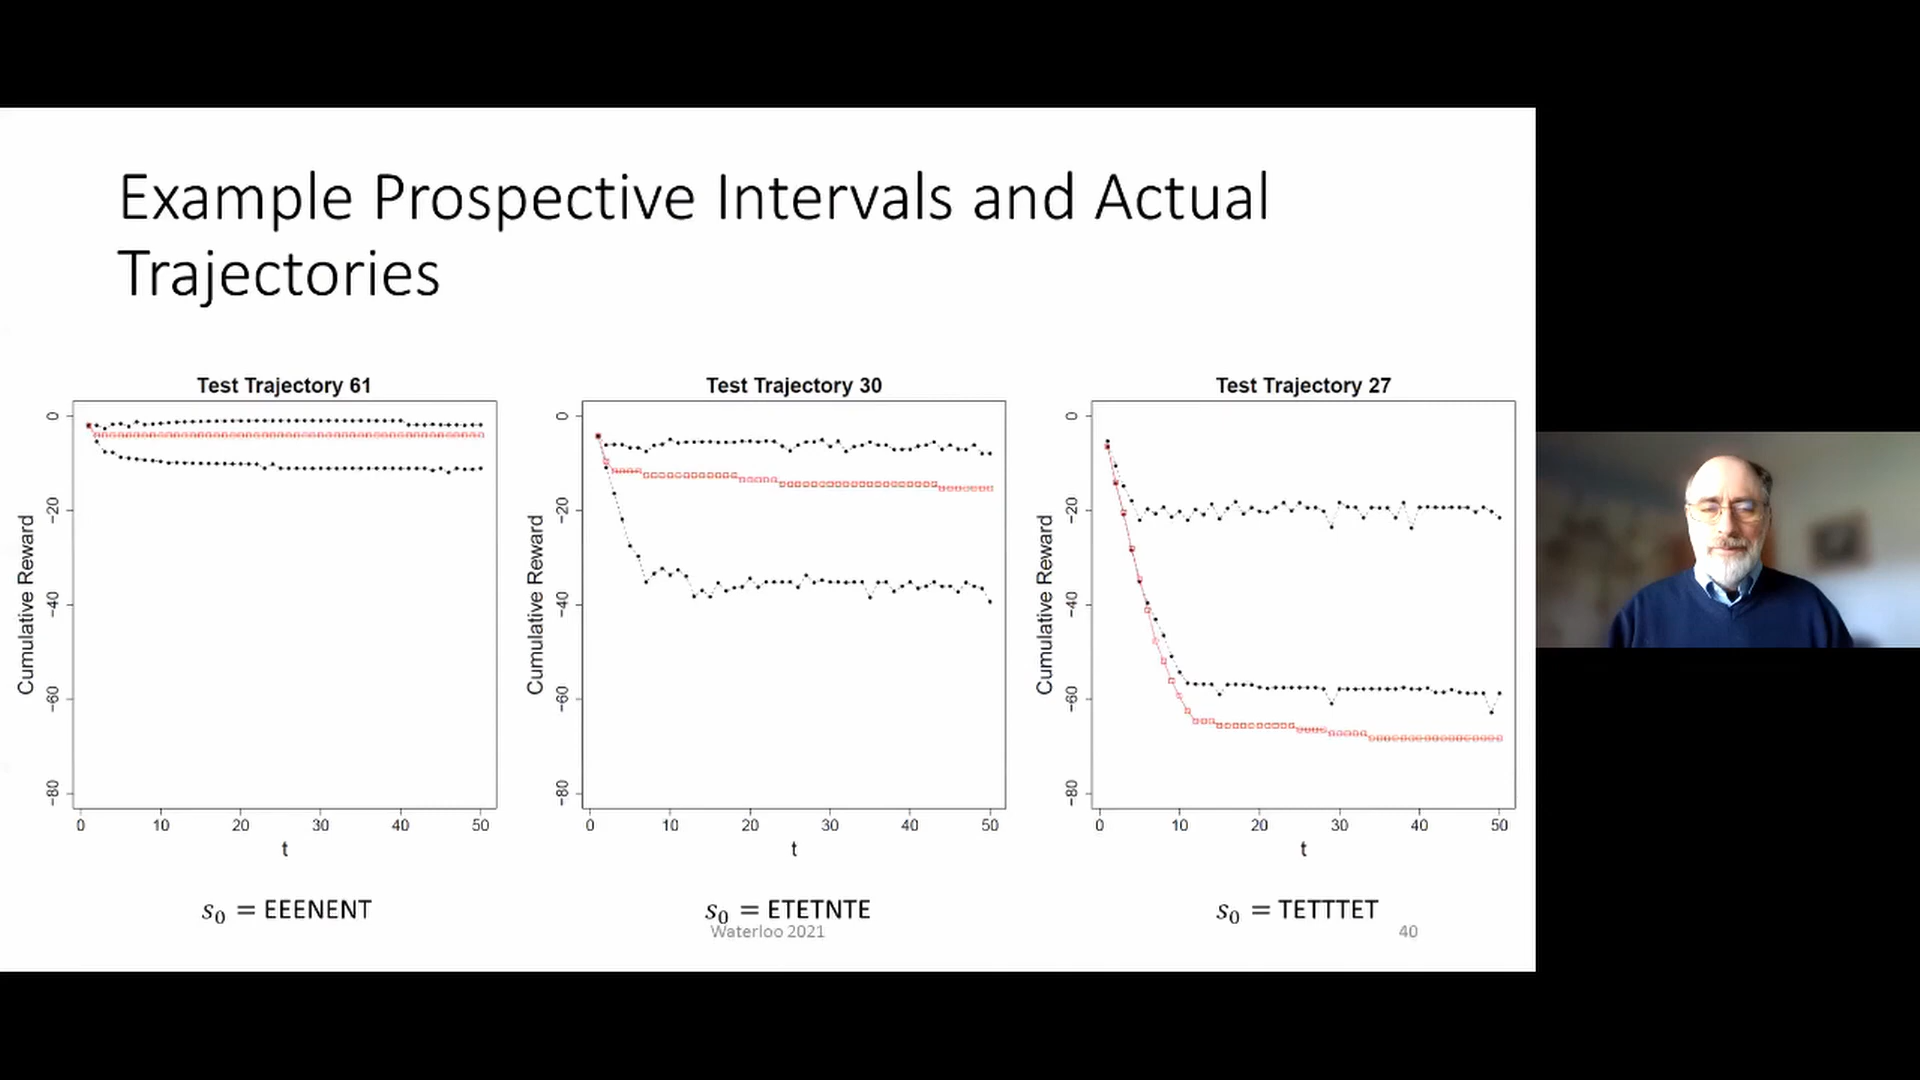 Example Prospective Intervals and Actual
Trajectories
Test Trajectory 61
Cumulative Reward
0
-20
-40
-60
-80
0 10 20 30 40 50
t
s₀ = EEENENT
Test Trajectory 30
Cumulative Reward
0
-20
-40
-60
-80
0 10 20 30 40 50
t
s₀ = ETETNTE
Test Trajectory 27
Cumulative Reward
0
-20
-40
-60
-80
0 10 20 30 40 50
t
s₀ = TETTTET
Waterloo 2021
40